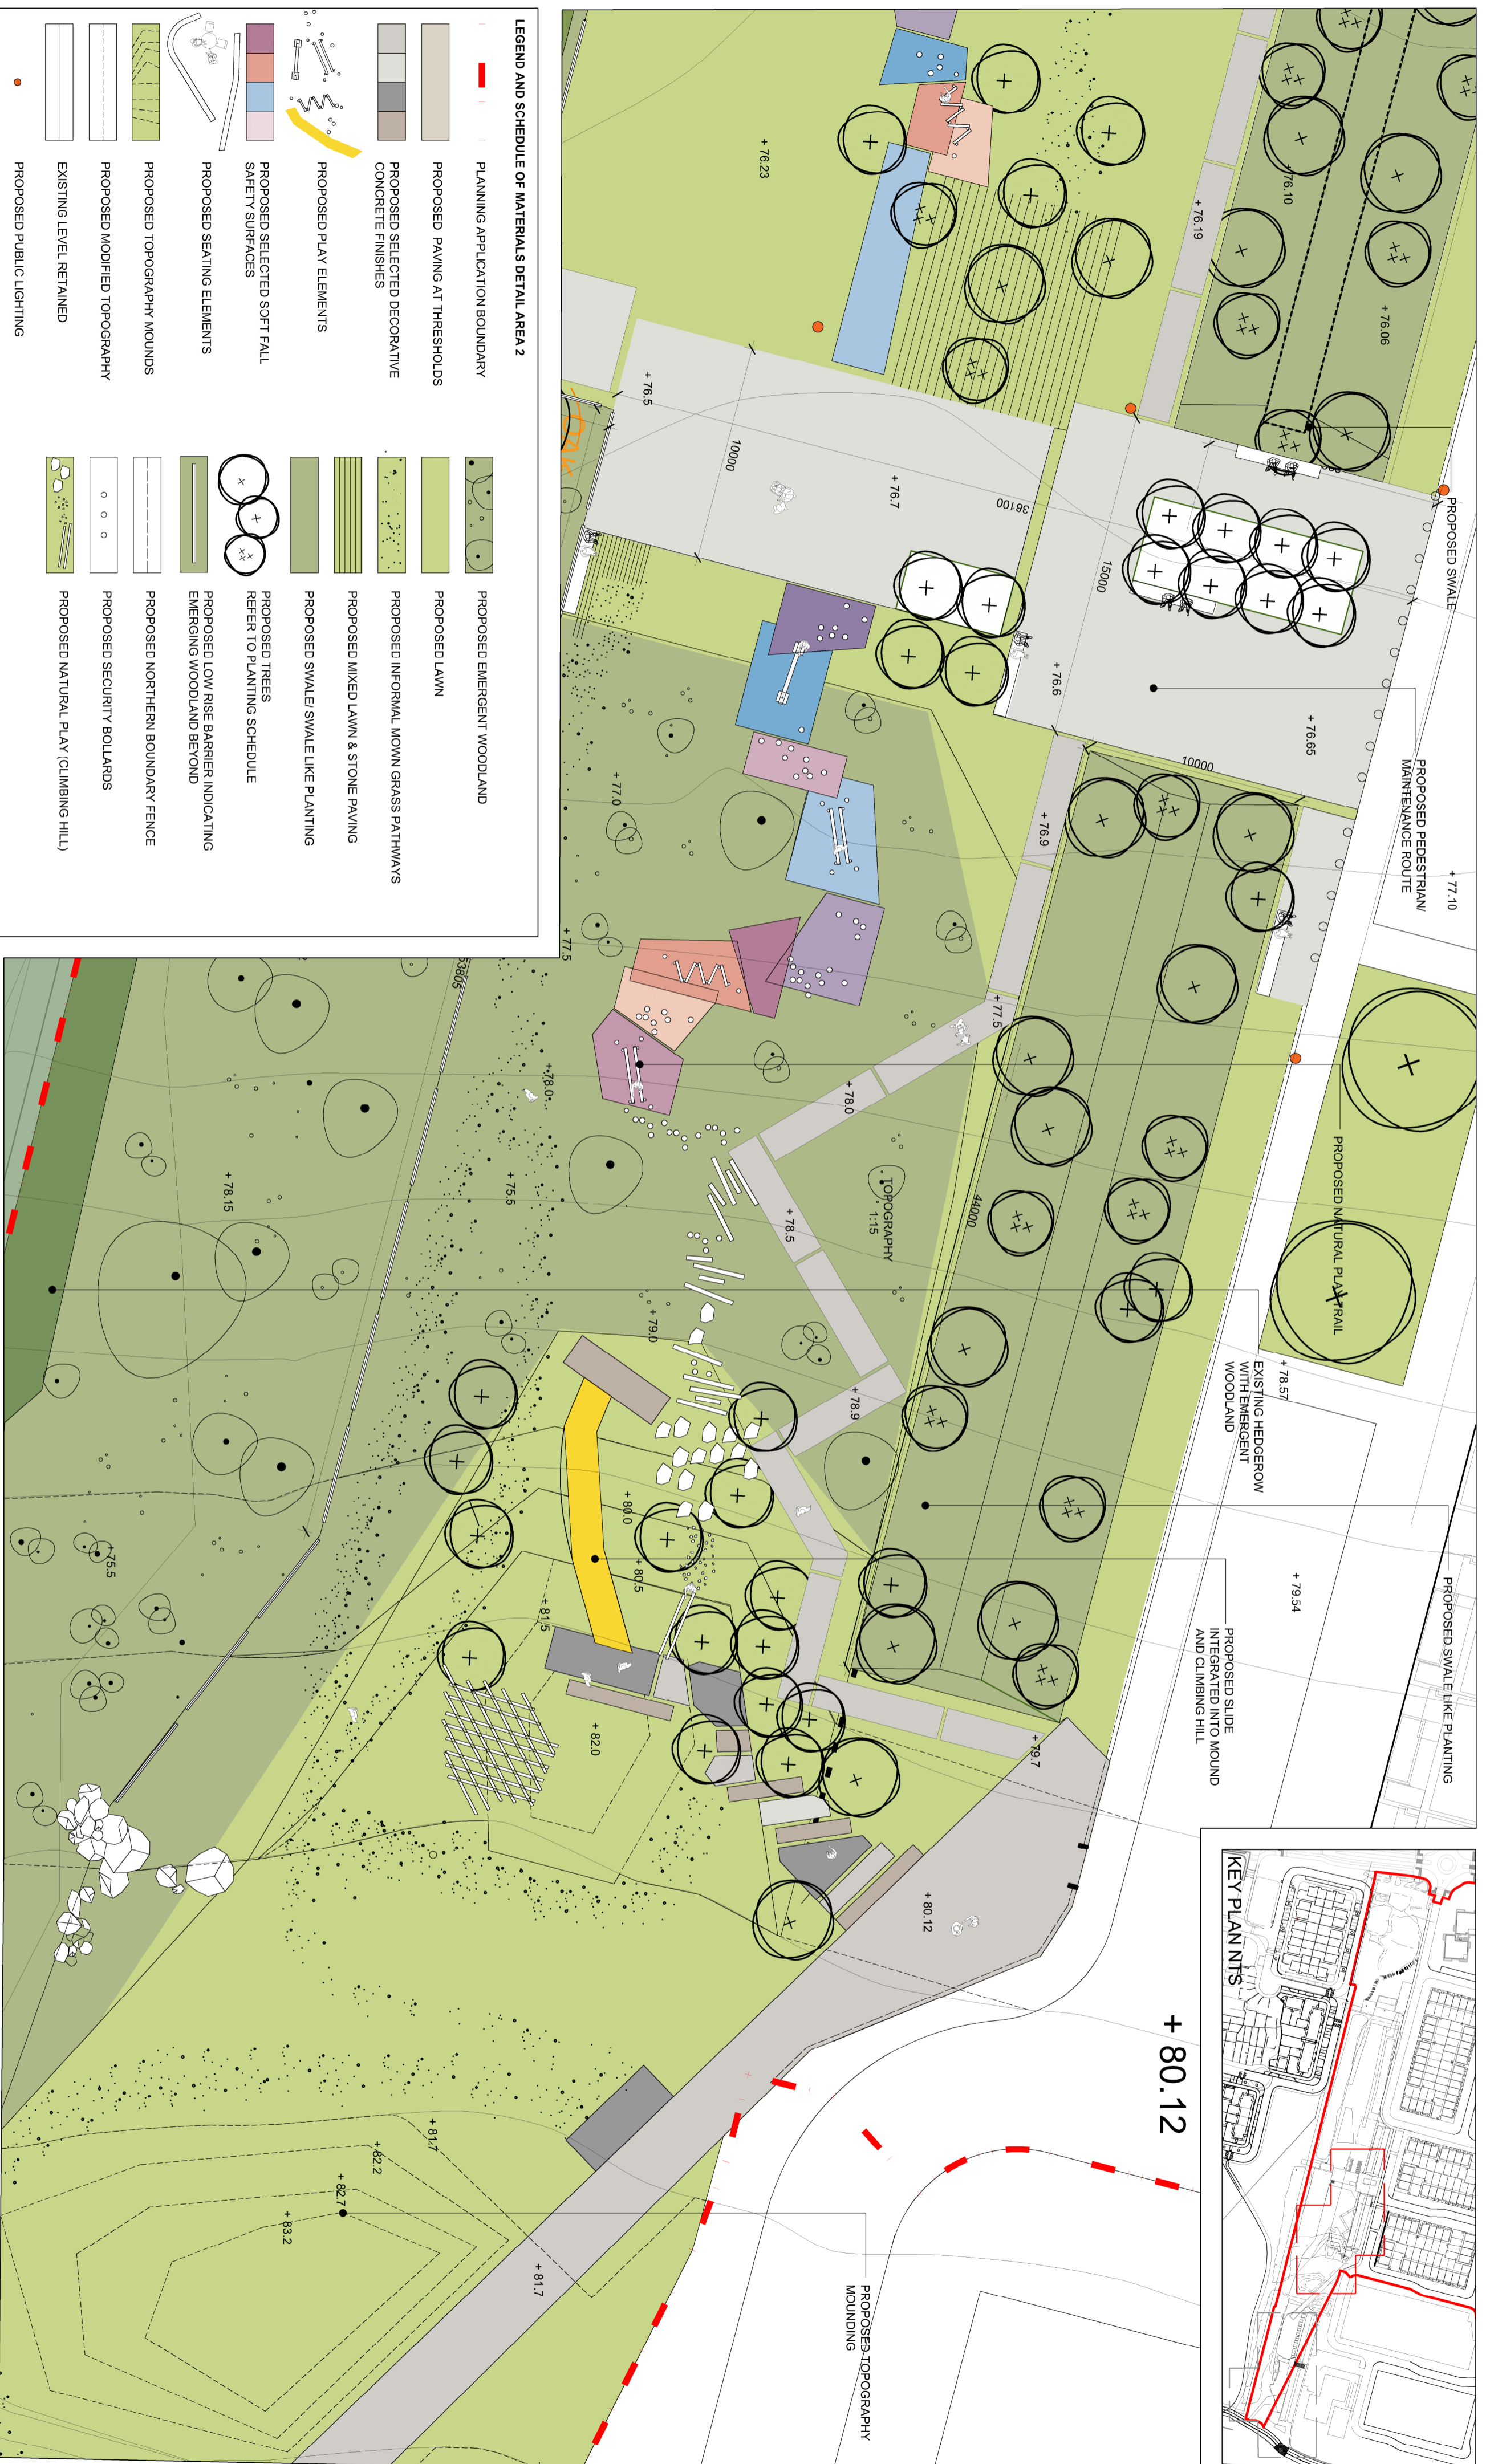 LEGEND AND SCHEDULE OF MATERIALS DETAIL AREA 2
PLANNING APPLICATION BOUNDARY
PROPOSED PAVING AT THRESHOLDS
PROPOSED SELECTED DECORATIVE
CONCRETE FINISHES
PROPOSED PLAY ELEMENTS
PROPOSED SELECTED SOFT FALL
SAFETY SURFACES
PROPOSED SEATING ELEMENTS
PROPOSED TOPOGRAPHY MOUNDS
PROPOSED MODIFIED TOPOGRAPHY
EXISTING LEVEL RETAINED
PROPOSED PUBLIC LIGHTING
PROPOSED EMERGENT WOODLAND
PROPOSED LAWN
PROPOSED INFORMAL MOWN GRASS PATHWAYS
PROPOSED MIXED LAWN & STONE PAVING
PROPOSED SWALE/ SWALE LIKE PLANTING
PROPOSED TREES
REFER TO PLANTING SCHEDULE
PROPOSED LOW RISE BARRIER INDICATING
EMERGING WOODLAND BEYOND
PROPOSED NORTHERN BOUNDARY FENCE
PROPOSED SECURITY BOLLARDS
PROPOSED NATURAL PLAY (CLIMBING HILL)
PROPOSED SWALE
PROPOSED PEDESTRIAN/
MAINTENANCE ROUTE
PROPOSED NATURAL PLAY TRAIL
EXISTING HEDGEROW
WITH EMERGENT
WOODLAND
PROPOSED SWALE LIKE PLANTING
PROPOSED SLIDE
INTEGRATED INTO MOUND
AND CLIMBING HILL
PROPOSED TOPOGRAPHY
MOUNDING
KEY PLAN NTS
TOPOGRAPHY
1:15
+ 76.23
+ 76.19
+ 76.10
+ 76.06
+ 76.5
10000
+ 76.7
38100
15000
+ 76.6
+ 76.65
10000
+ 77.10
+ 76.9
+ 77.0
+ 77.5
+ 77.5
53805
+ 78.0
+ 78.0
+ 78.15
+ 75.5
+ 78.5
44000
+ 78.57
+ 79.0
+ 78.9
+ 79.54
+ 80.0
+ 80.5
+ 75.5
+ 81.5
+ 82.0
+ 79.7
+ 80.12
+ 80.12
+ 81.7
+ 82.2
+ 82.7
+ 83.2
+ 81.7